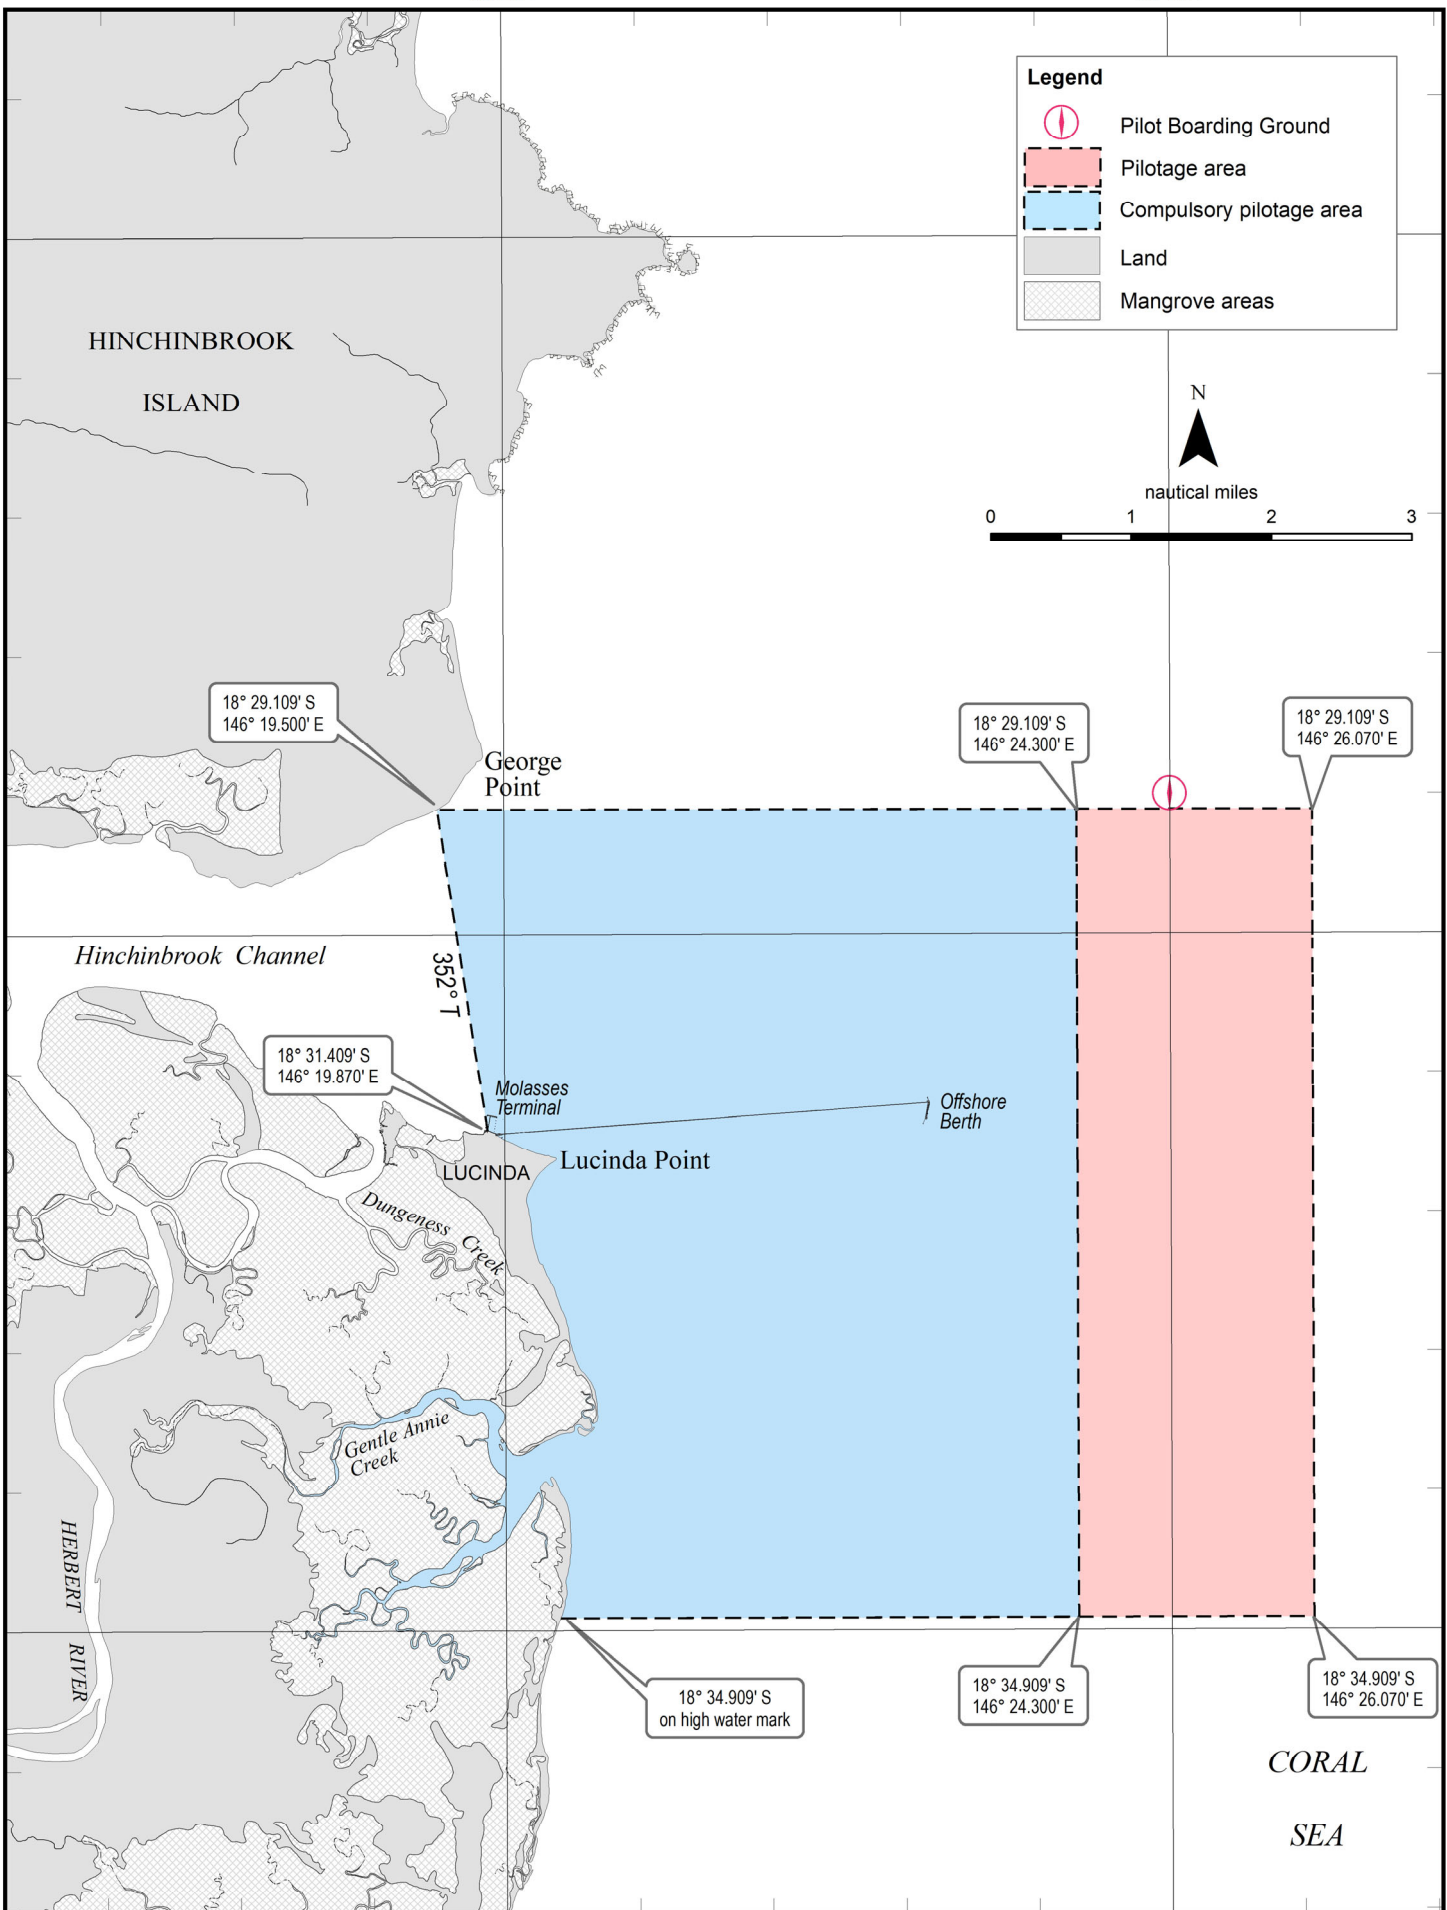 Legend
Pilot Boarding Ground
Pilotage area
Compulsory pilotage area
Land
Mangrove areas
HINCHINBROOK
ISLAND
N
nautical miles
0 1 2 3
18° 29.109' S
146° 19.500' E
18° 29.109' S
146° 24.300' E
18° 29.109' S
146° 26.070' E
George
Point
Hinchinbrook Channel
352° T
18° 31.409' S
146° 19.870' E
Molasses
Terminal
Offshore
Berth
Lucinda Point
LUCINDA
Dungeness Creek
Gentle Annie
Creek
HERBERT RIVER
18° 34.909' S
on high water mark
18° 34.909' S
146° 24.300' E
18° 34.909' S
146° 26.070' E
CORAL
SEA